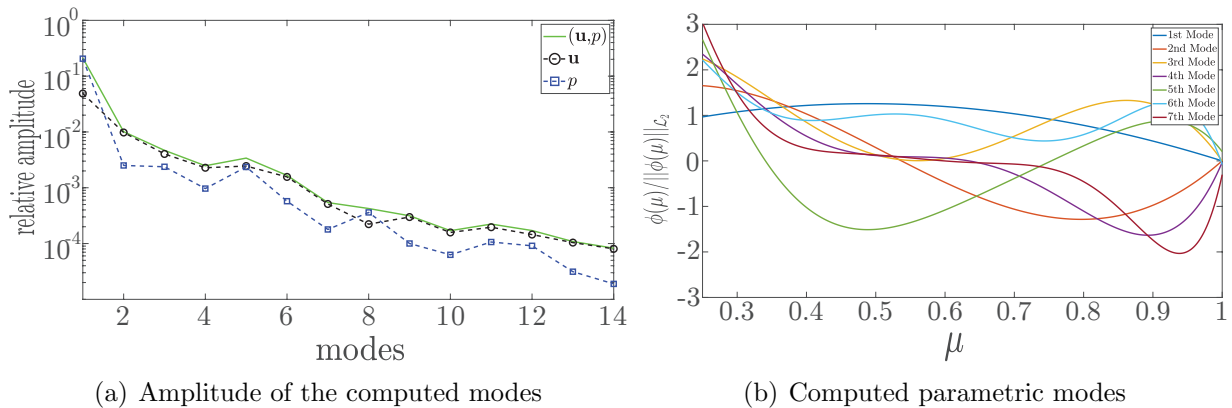 10^0
10^-1
10^-2
10^-3
10^-4
relative amplitude
2 4 6 8 10 12 14
modes
(u,p)
u
p
(a) Amplitude of the computed modes
3
2
1
0
-1
-2
-3
ϕ(μ)/||ϕ(μ)||_{𝓛_2}
0.3 0.4 0.5 0.6 0.7 0.8 0.9 1
μ
1st Mode
2nd Mode
3rd Mode
4th Mode
5th Mode
6th Mode
7th Mode
(b) Computed parametric modes